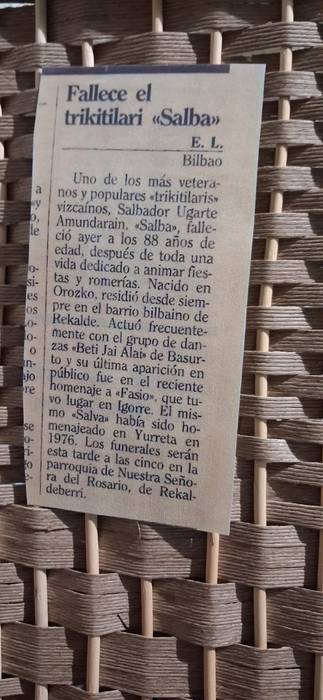 Fallece el
trikitilari «Salba»
E. L.
Bilbao
Uno de los más vetera-
nos y populares «trikitilaris»
vizcaínos, Salbador Ugarte
Amundarain, «Salba», falle-
ció ayer a los 88 años de
edad, después de toda una
vida dedicado a animar fies-
tas y romerías. Nacido en
Orozko, residió desde siem-
pre en el barrio bilbaino de
Rekalde. Actuó frecuente-
mente con el grupo de dan-
zas «Beti Jai Alai» de Basur-
to y su última aparición en
público fue en el reciente
homenaje a «Fasio», que tu-
vo lugar en Igorre. El mis-
mo «Salva» había sido ho-
menajeado en Yurreta en
1976. Los funerales serán
esta tarde a las cinco en la
parroquia de Nuestra Seño-
ra del Rosario, de Rekal-
deberri.